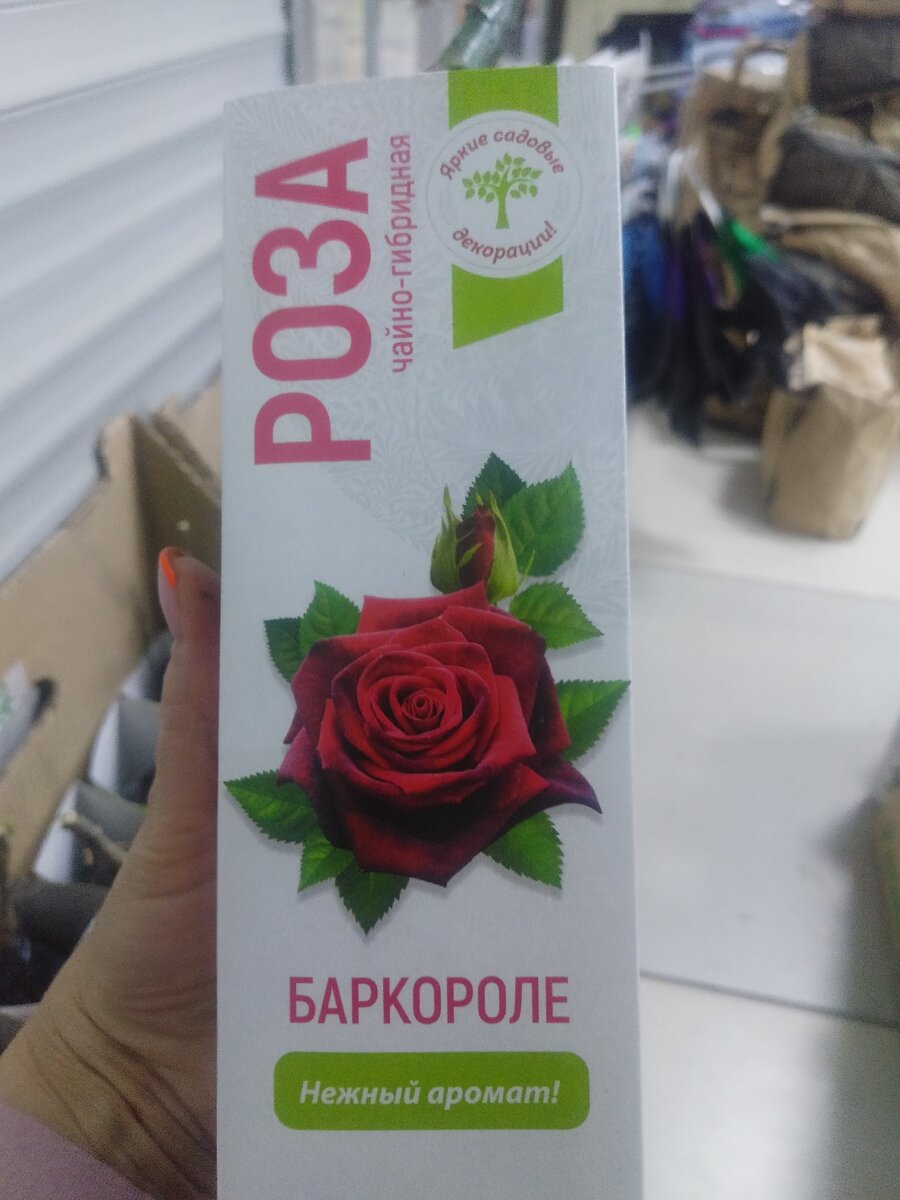 РОЗА
чайно-гибридная
Яркие садовые
декорации!
БАРКОРОЛЕ
Нежный аромат!